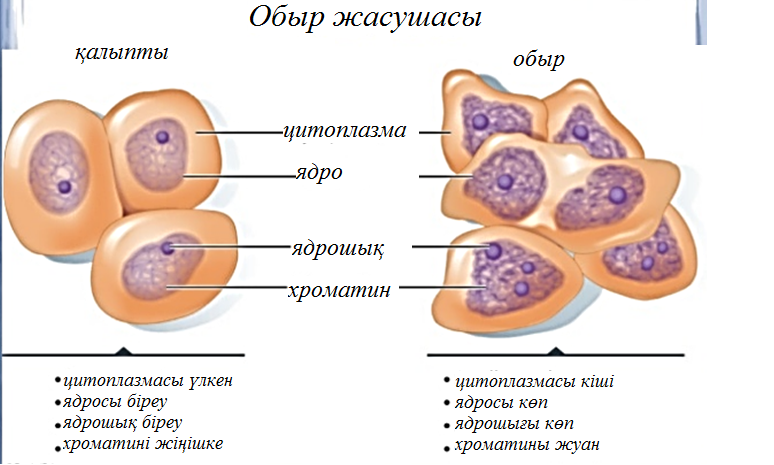 Обыр жасушасы
қалыпты
обыр
цитоплазма
ядро
ядрошық
хроматин
•цитоплазмасы үлкен
•ядросы біреу
•ядрошық біреу
•хроматині жіңішке
• цитоплазмасы кіші
• ядросы көп
• ядрошығы көп
• хроматины жуан